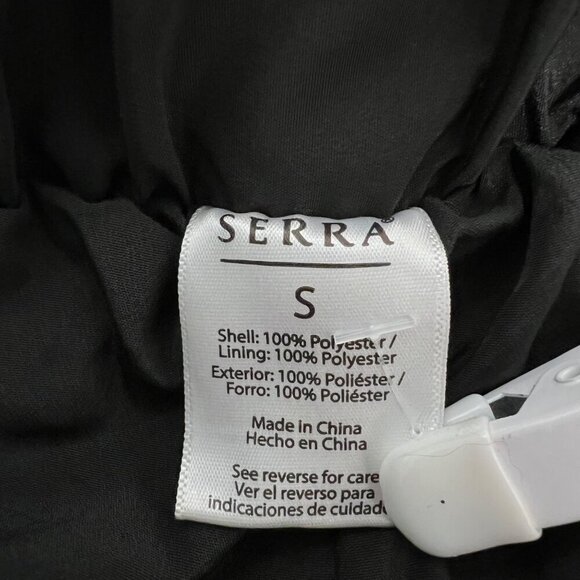 SERRA®
S
Shell: 100% Polyester /
Lining: 100% Polyester
Exterior: 100% Poliéster /
Forro: 100% Poliéster
Made in China
Hecho en China
See reverse for care
Ver el reverso para
indicaciones de cuidado